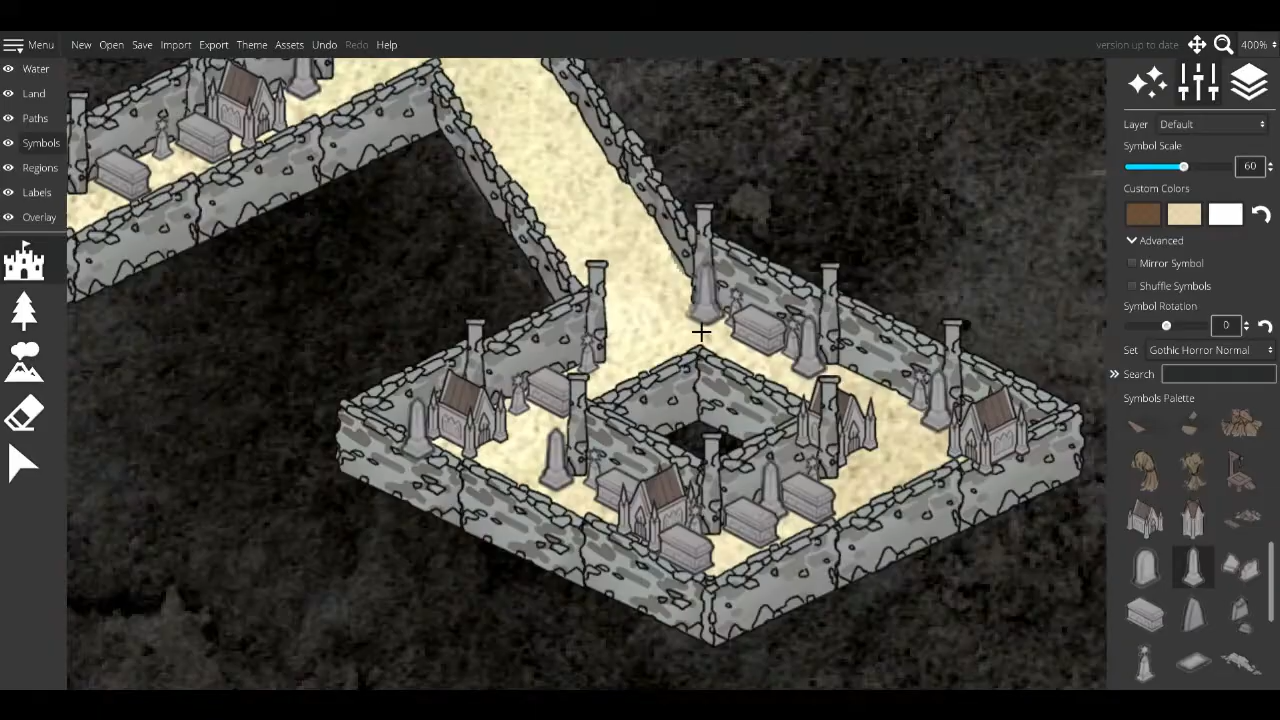 Menu New Open Save Import Export Theme Assets Undo Redo Help version up to date 400%
Water
Land
Paths
Symbols
Regions
Labels
Overlay
Layer Default
Symbol Scale
60
Custom Colors
Advanced
Mirror Symbol
Shuffle Symbols
Symbol Rotation
0
Set Gothic Horror Normal
Search
Symbols Palette